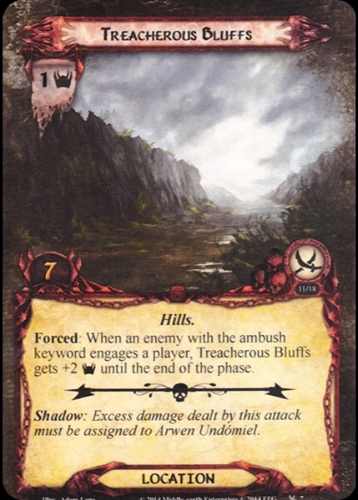 TREACHEROUS BLUFFS
1
7
11/18
Hills.
Forced: When an enemy with the ambush
keyword engages a player, Treacherous Bluffs
gets +2 until the end of the phase.
Shadow: Excess damage dealt by this attack
must be assigned to Arwen Undómiel.
LOCATION